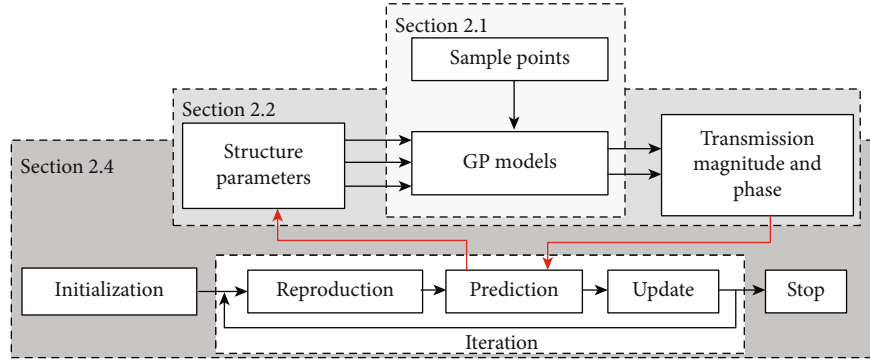 Section 2.1
Sample points
Section 2.2
Structure
parameters
GP models
Transmission
magnitude and
phase
Section 2.4
Initialization
Reproduction
Prediction
Update
Stop
Iteration